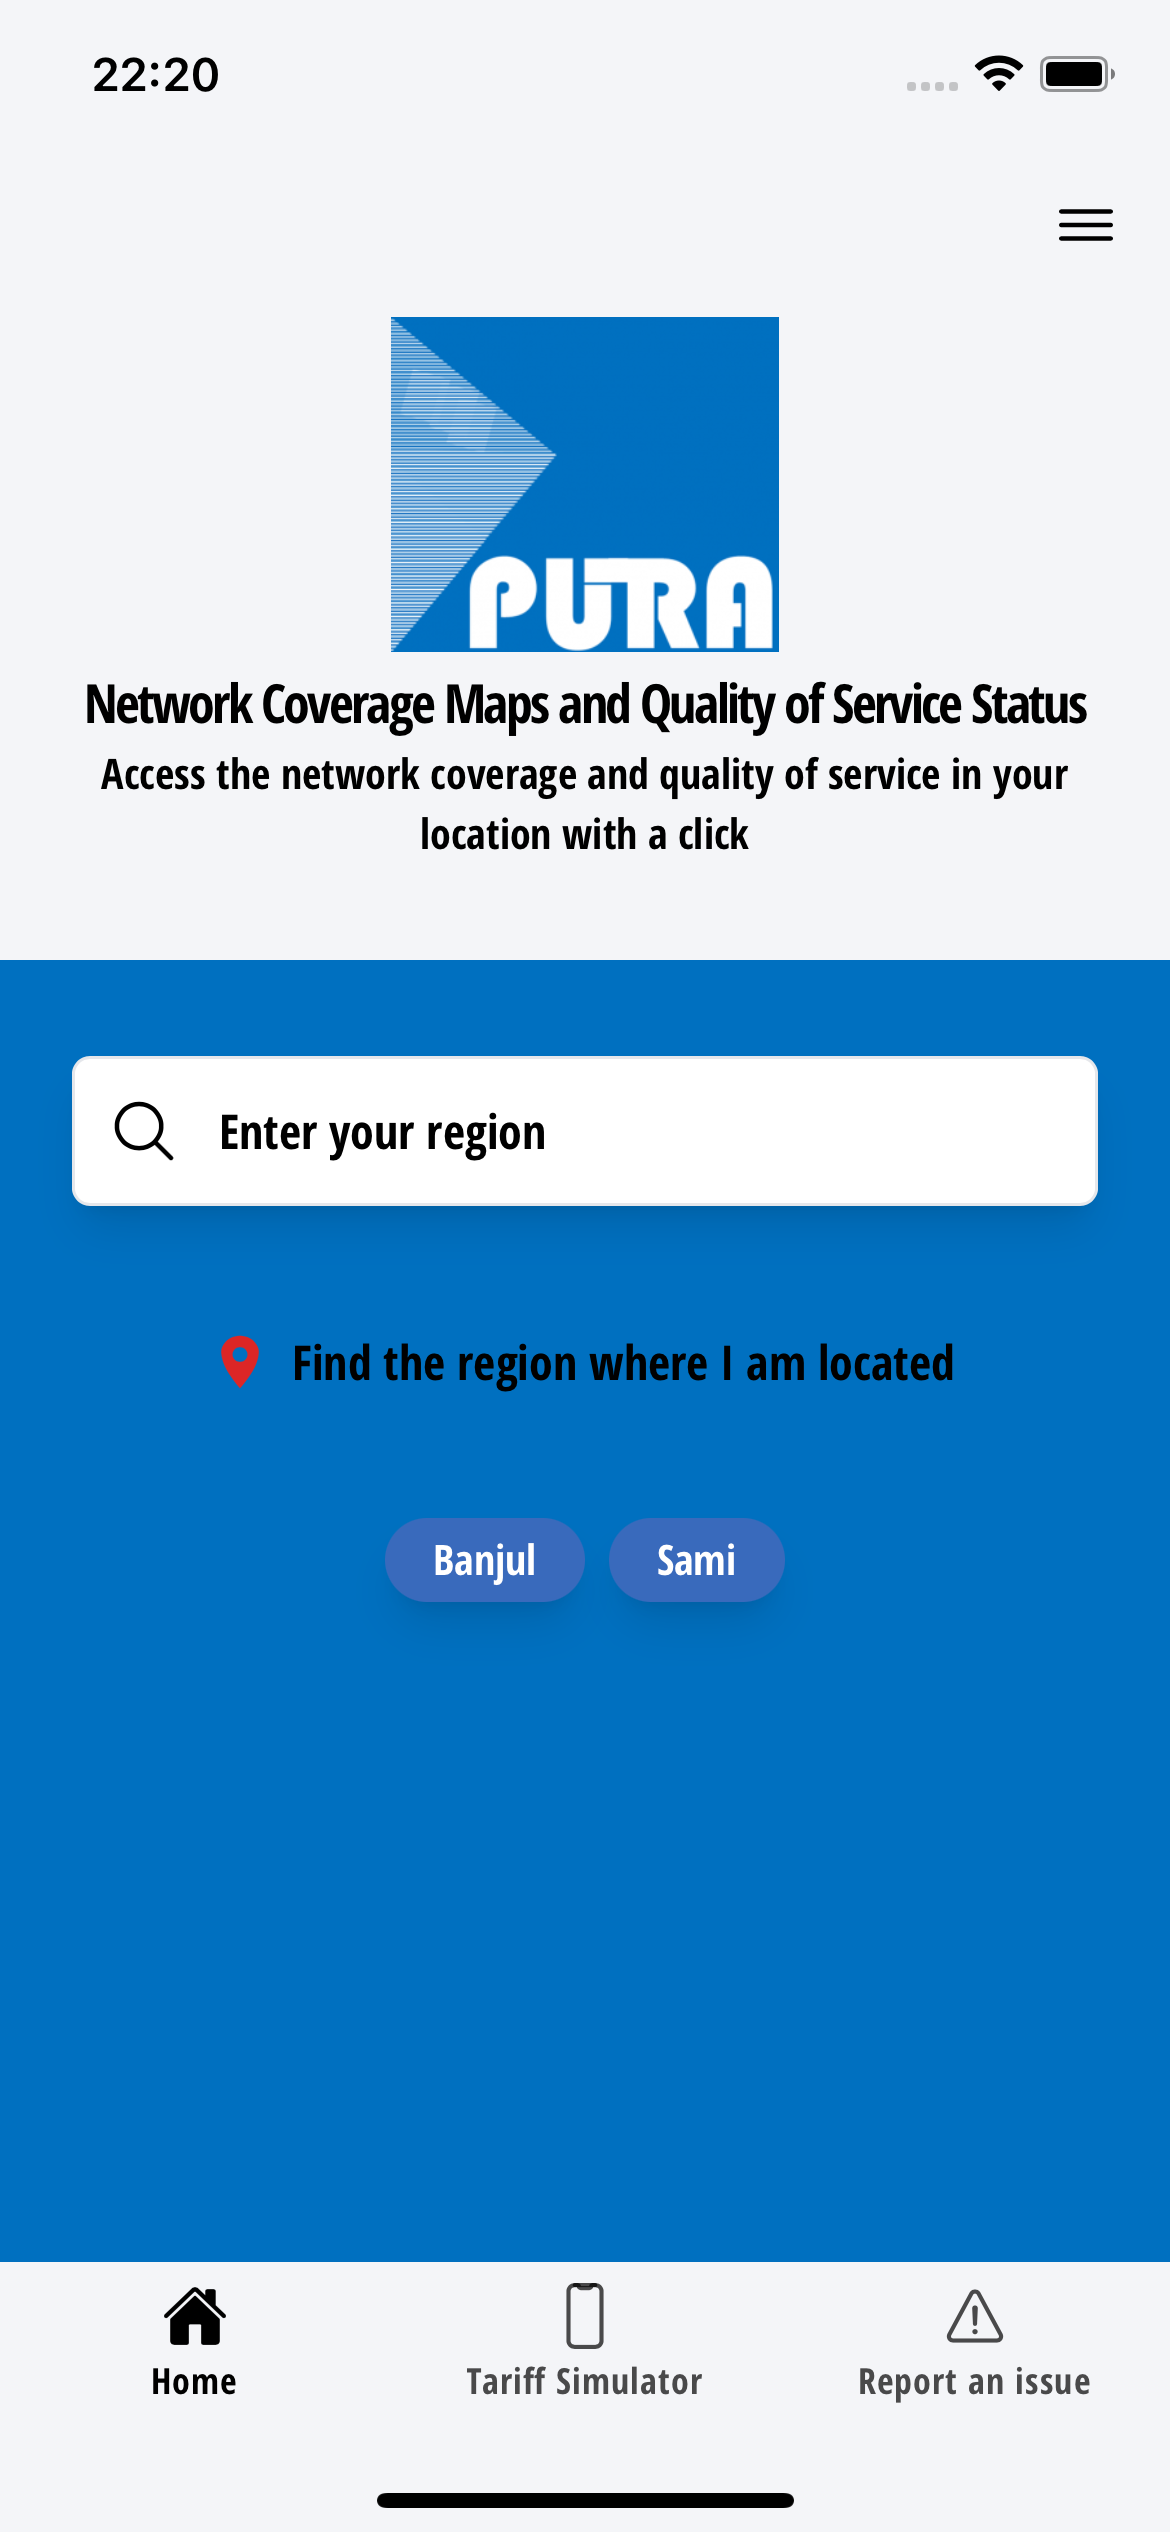 22:20
PURA
Network Coverage Maps and Quality of Service Status
Access the network coverage and quality of service in your
location with a click
Enter your region
Find the region where I am located
Banjul
Sami
Home
Tariff Simulator
Report an issue